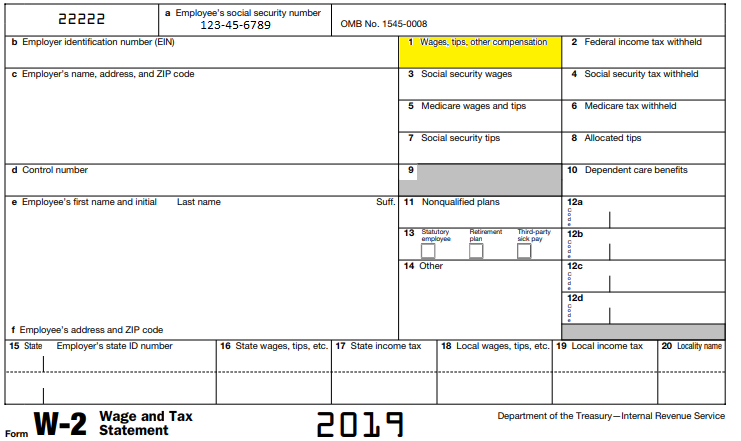 22222
a Employee's social security number
123-45-6789
OMB No. 1545-0008
b Employer identification number (EIN)
1 Wages, tips, other compensation
2 Federal income tax withheld
c Employer's name, address, and ZIP code
3 Social security wages
4 Social security tax withheld
5 Medicare wages and tips
6 Medicare tax withheld
7 Social security tips
8 Allocated tips
d Control number
9
10 Dependent care benefits
e Employee's first name and initial Last name Suff.
11 Nonqualified plans
12a
Code
13 Statutory employee Retirement plan Third-party sick pay
12b
Code
14 Other
12c
Code
12d
Code
f Employee's address and ZIP code
15 State Employer's state ID number
16 State wages, tips, etc.
17 State income tax
18 Local wages, tips, etc.
19 Local income tax
20 Locality name
Form W-2 Wage and Tax Statement
2019
Department of the Treasury—Internal Revenue Service